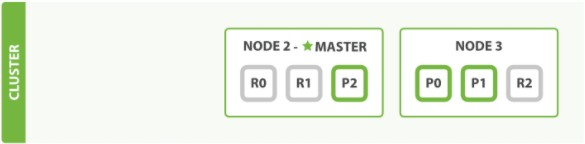 CLUSTER
NODE 2 - ★MASTER
R0 R1 P2
NODE 3
P0 P1 R2